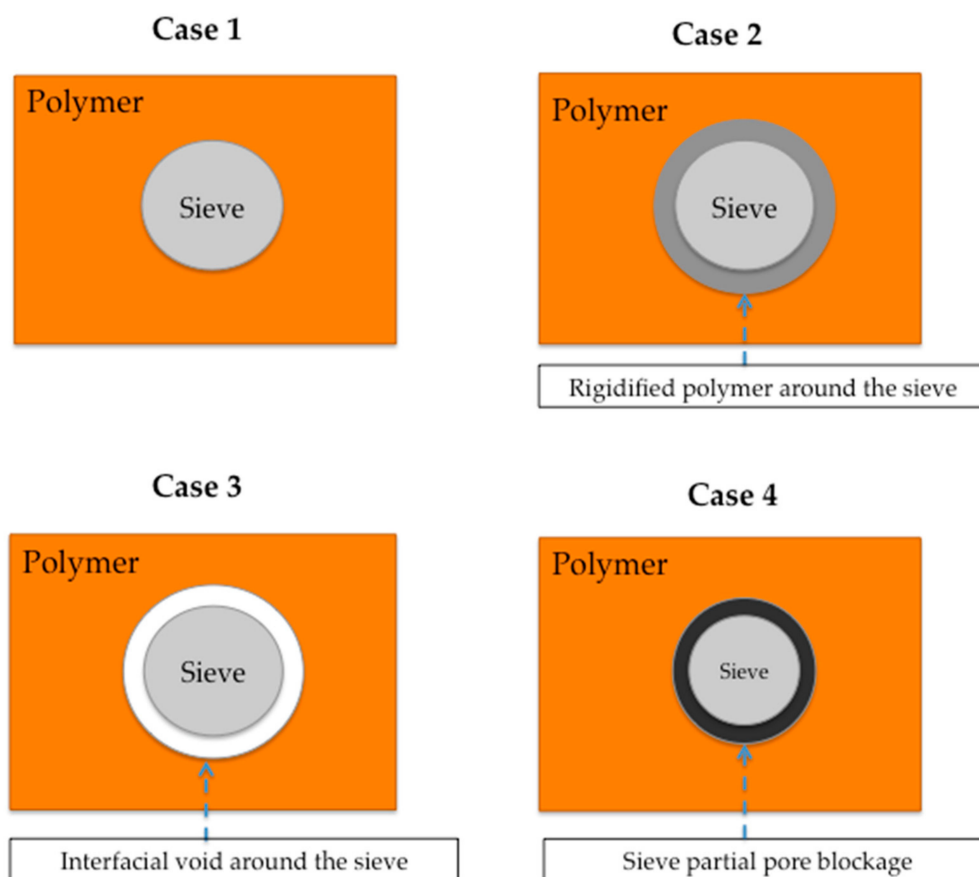 Case 1
Case 2
Polymer
Sieve
Polymer
Sieve
Rigidified polymer around the sieve
Case 3
Case 4
Polymer
Sieve
Polymer
Sieve
Interfacial void around the sieve
Sieve partial pore blockage